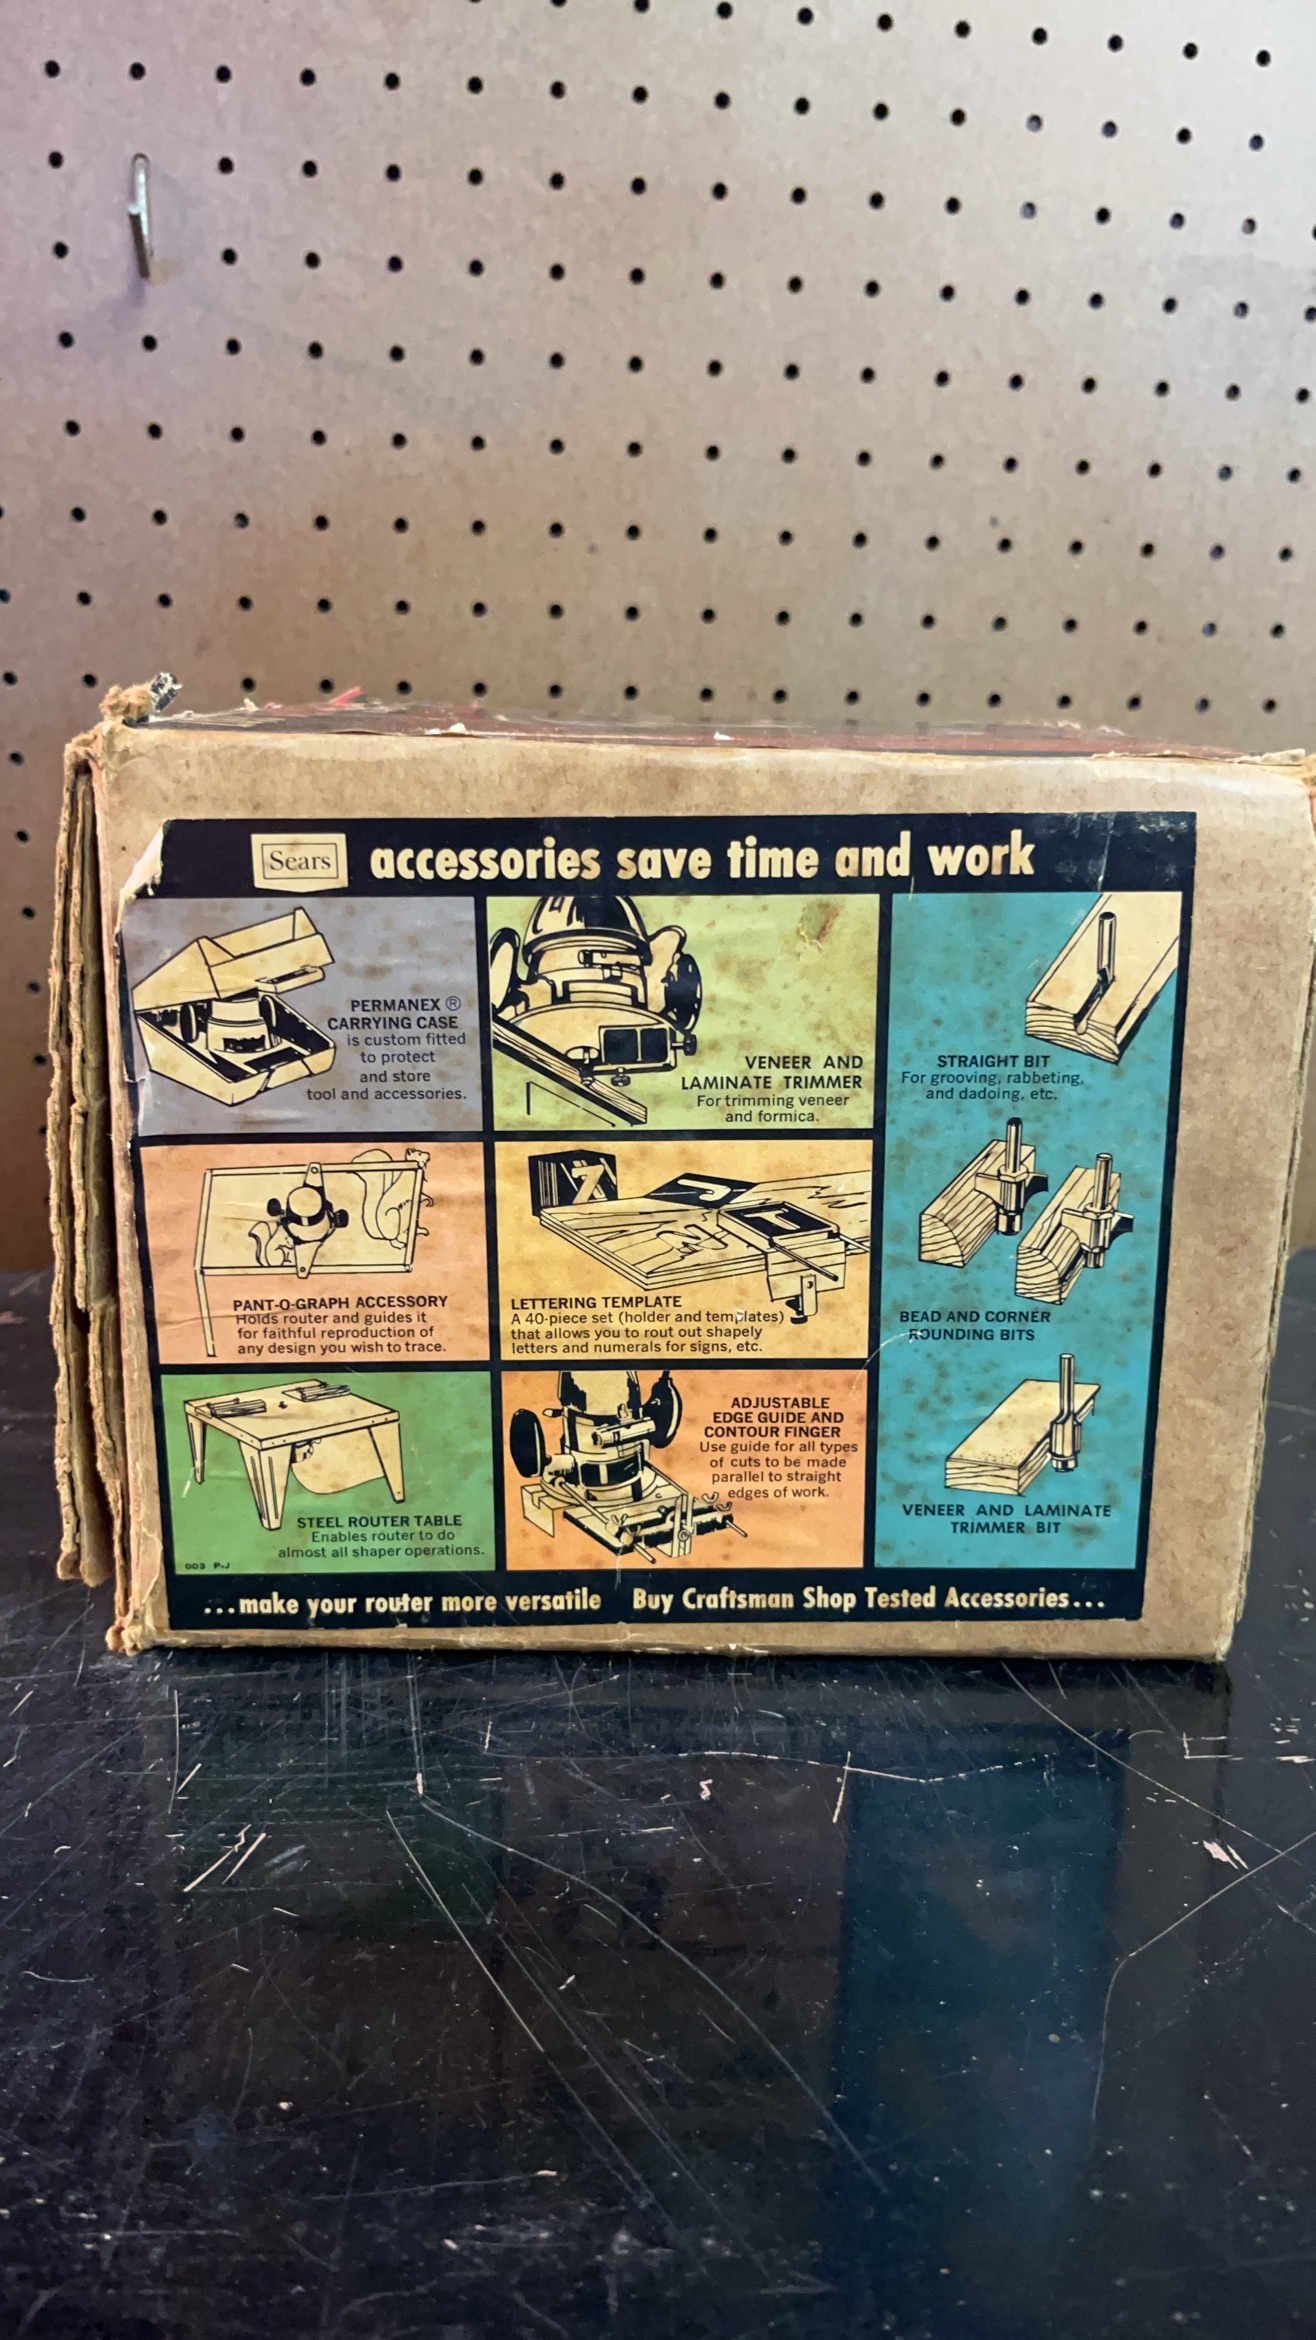 Sears
accessories save time and work
PERMANEX ®
CARRYING CASE
is custom fitted
to protect
and store
tool and accessories.
VENEER AND
LAMINATE TRIMMER
For trimming veneer
and formica.
STRAIGHT BIT
For grooving, rabbeting,
and dadoing, etc.
PANT-O-GRAPH ACCESSORY
Holds router and guides it
for faithful reproduction of
any design you wish to trace.
LETTERING TEMPLATE
A 40-piece set (holder and templates)
that allows you to rout out shapely
letters and numerals for signs, etc.
BEAD AND CORNER
ROUNDING BITS
STEEL ROUTER TABLE
Enables router to do
almost all shaper operations.
003 P-J
ADJUSTABLE
EDGE GUIDE AND
CONTOUR FINGER
Use guide for all types
of cuts to be made
parallel to straight
edges of work.
VENEER AND LAMINATE
TRIMMER BIT
...make your router more versatile Buy Craftsman Shop Tested Accessories...